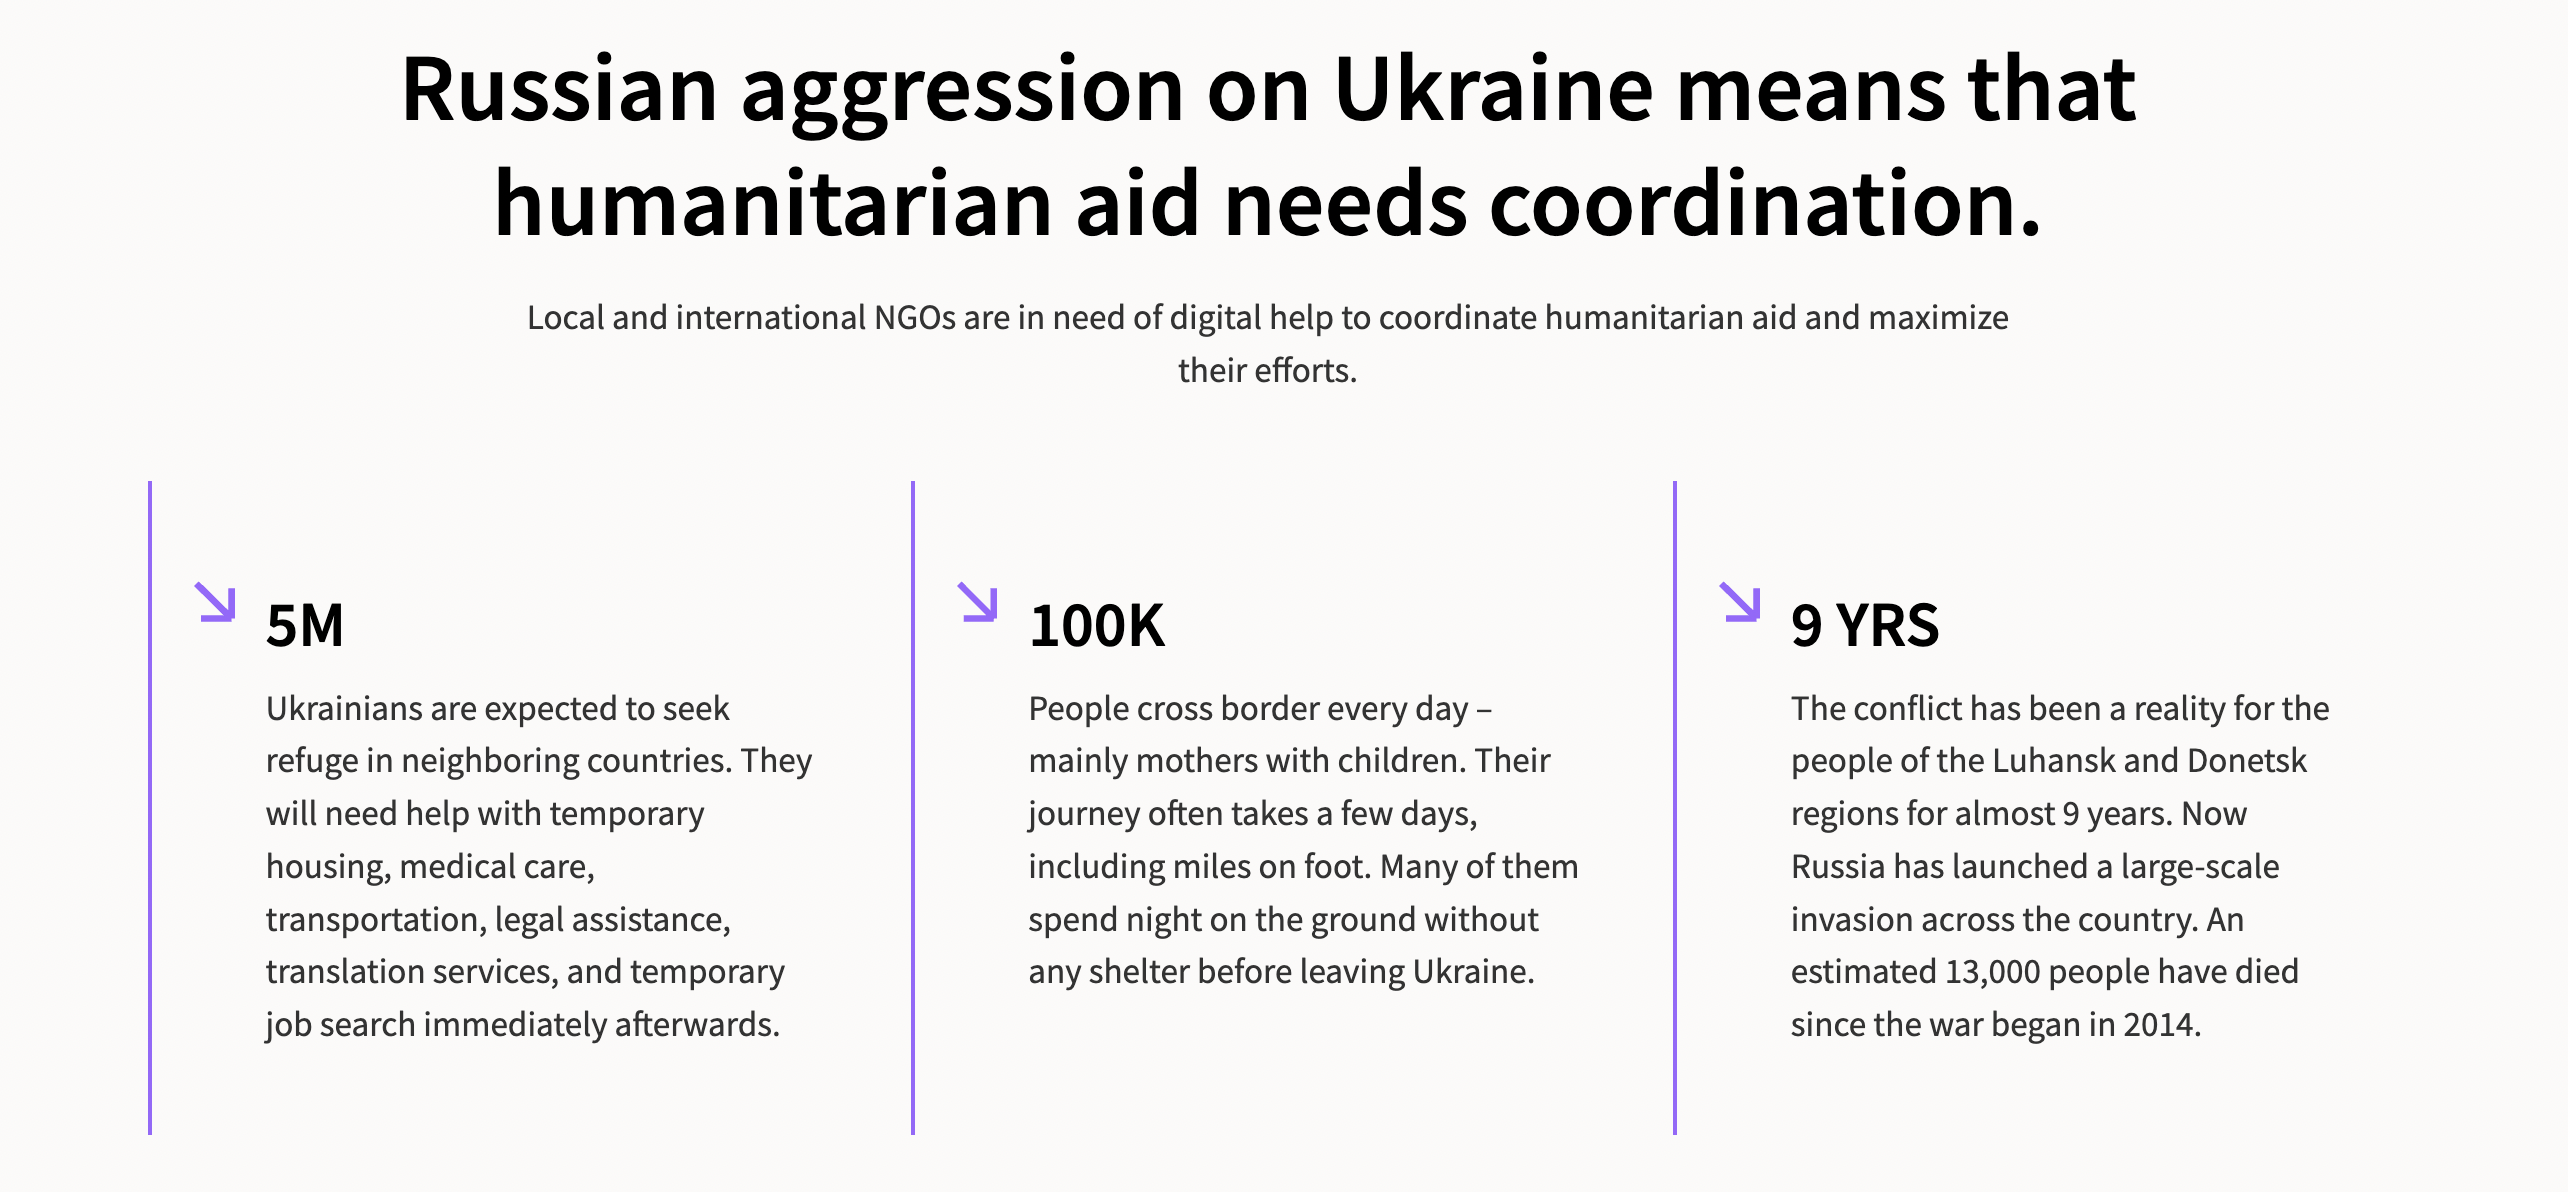 Russian aggression on Ukraine means that
humanitarian aid needs coordination.
Local and international NGOs are in need of digital help to coordinate humanitarian aid and maximize
their efforts.
5M
Ukrainians are expected to seek
refuge in neighboring countries. They
will need help with temporary
housing, medical care,
transportation, legal assistance,
translation services, and temporary
job search immediately afterwards.
100K
People cross border every day –
mainly mothers with children. Their
journey often takes a few days,
including miles on foot. Many of them
spend night on the ground without
any shelter before leaving Ukraine.
9 YRS
The conflict has been a reality for the
people of the Luhansk and Donetsk
regions for almost 9 years. Now
Russia has launched a large-scale
invasion across the country. An
estimated 13,000 people have died
since the war began in 2014.